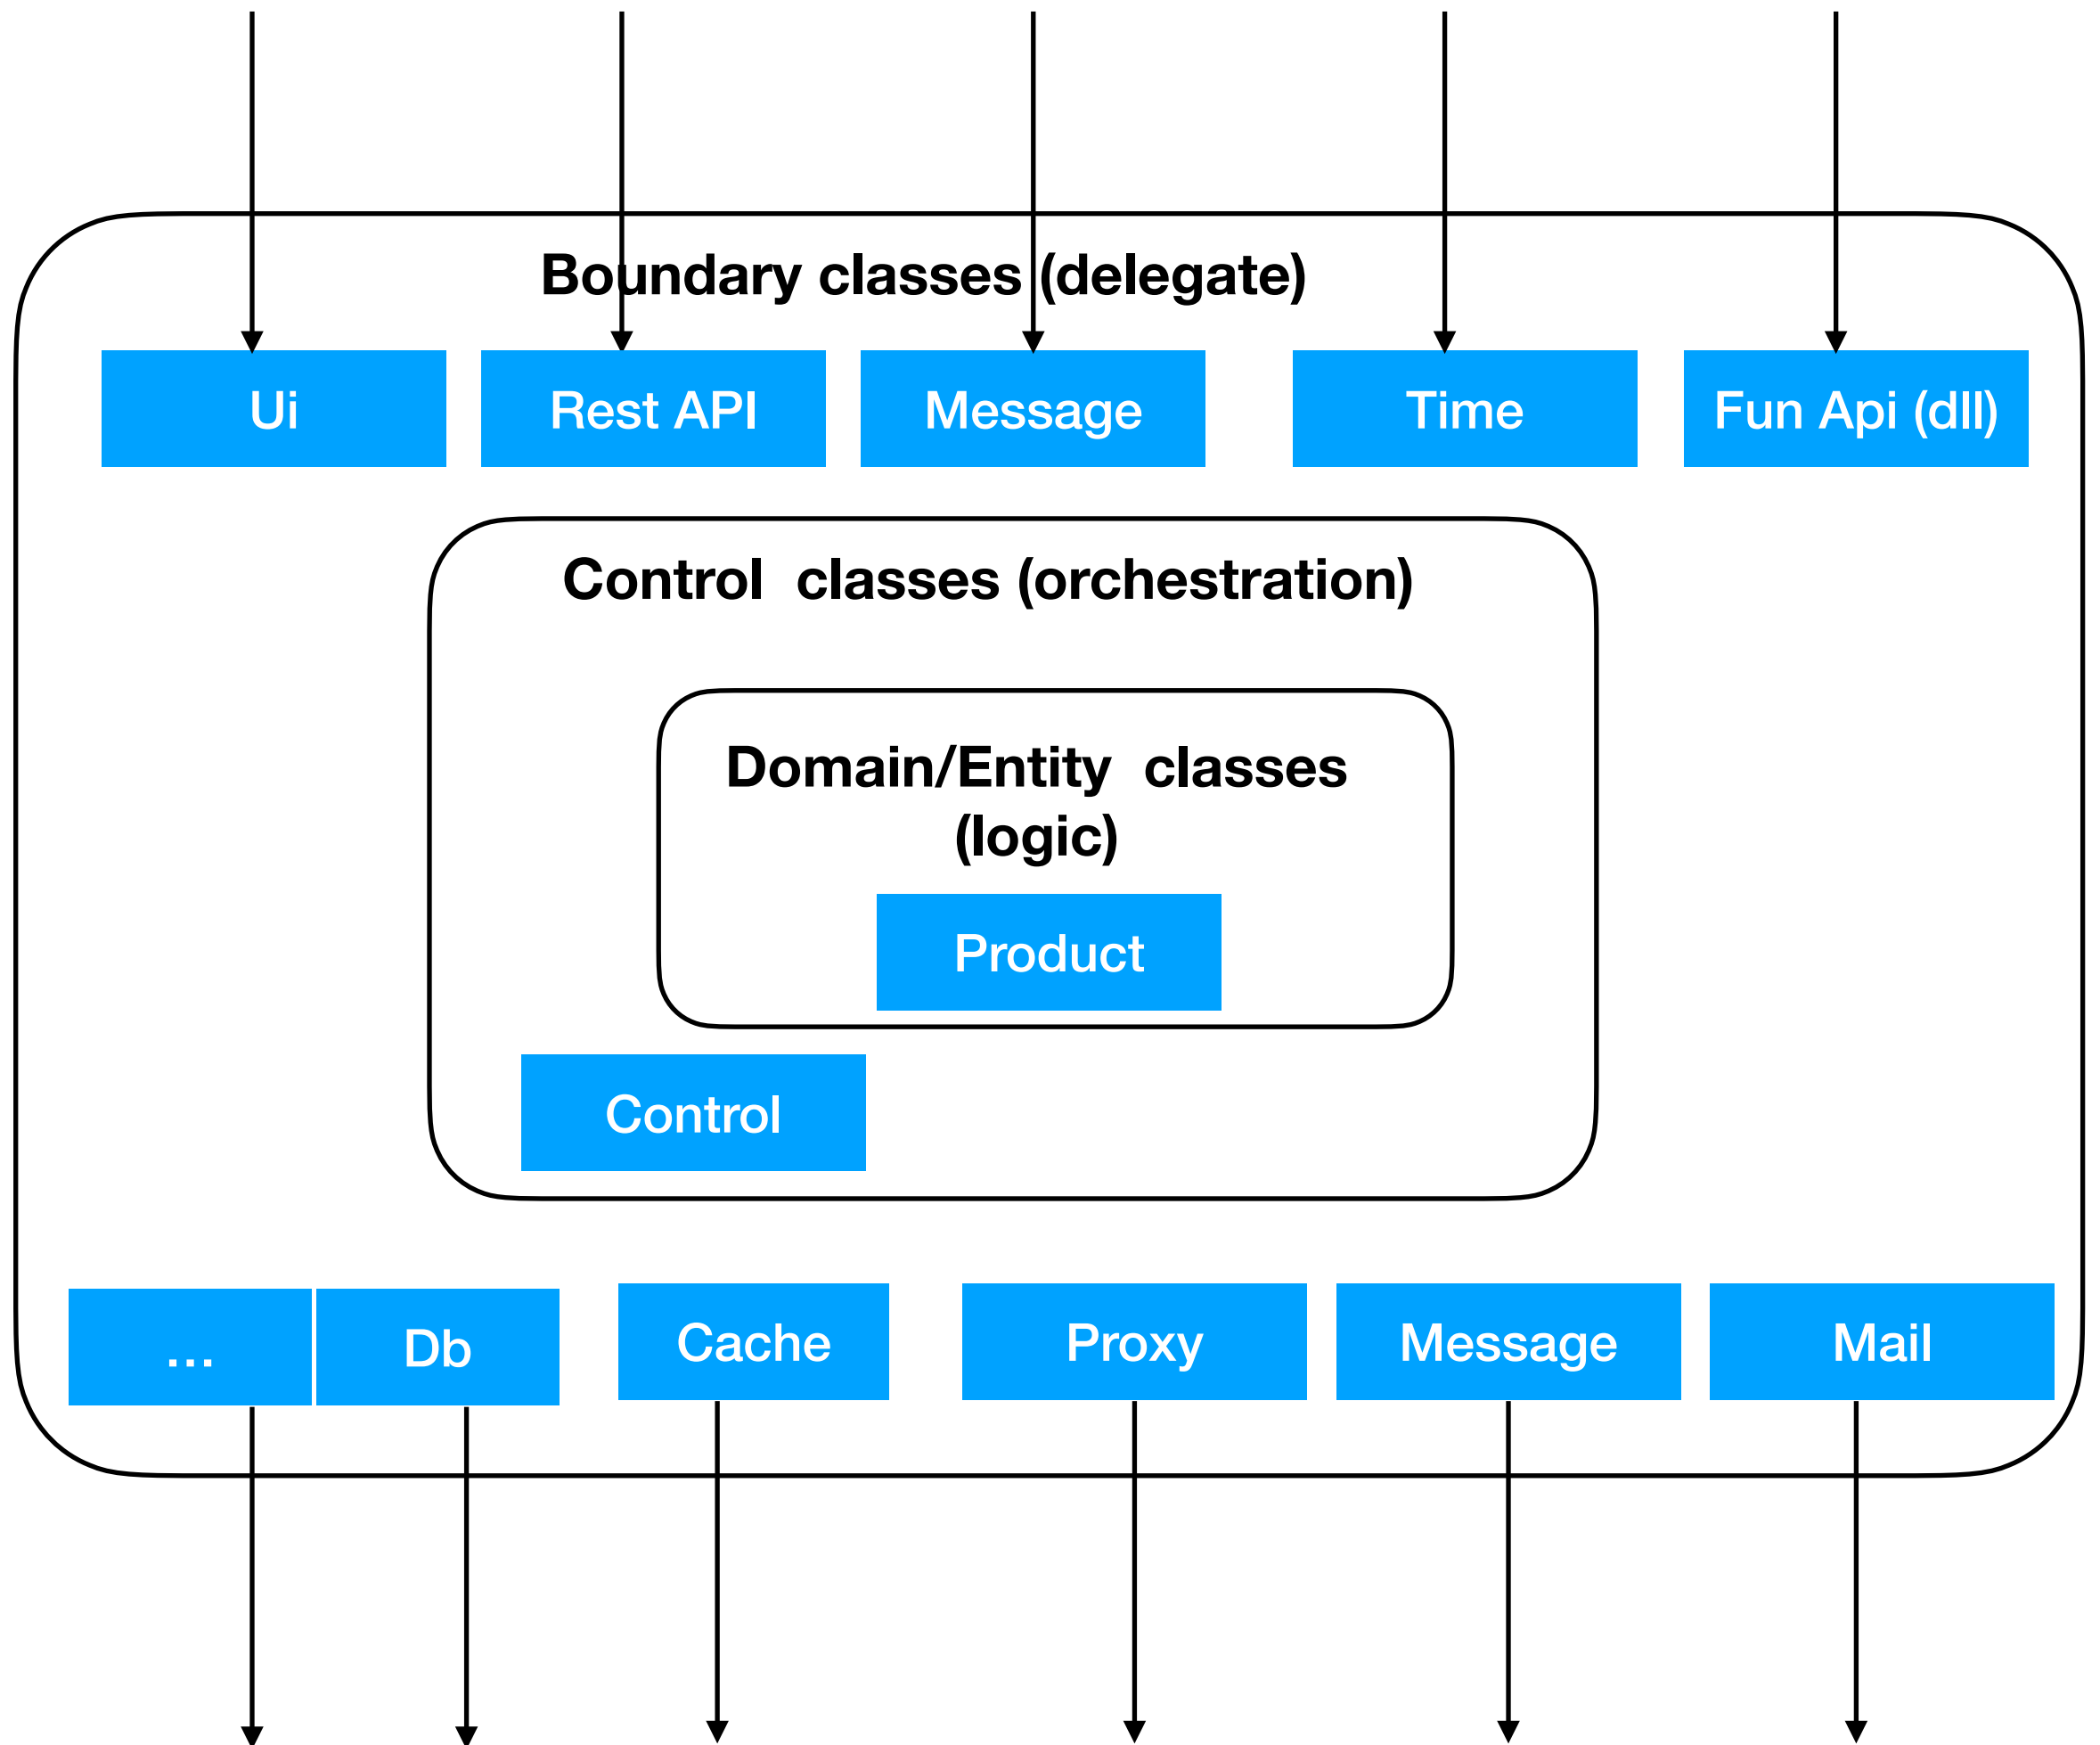 Boundary classes (delegate)
Ui
Rest API
Message
Time
Fun Api (dll)
Control  classes (orchestration)
Domain/Entity  classes
(logic)
Product
Control
...
Db
Cache
Proxy
Message
Mail